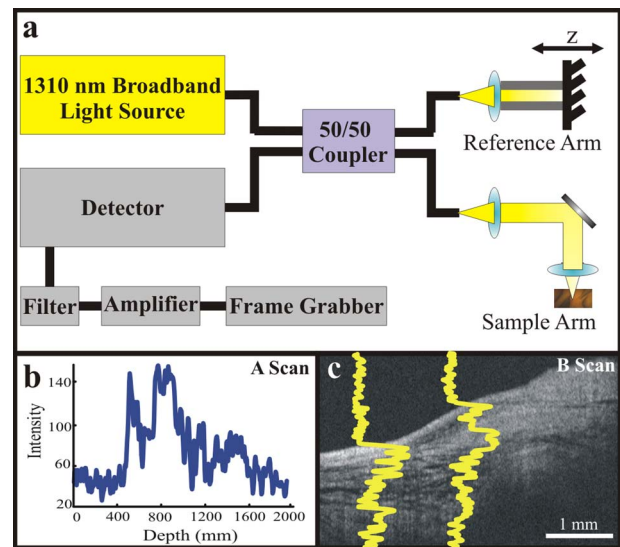 a
z
1310 nm Broadband
Light Source
50/50
Coupler
Reference Arm
Detector
Filter
Amplifier
Frame Grabber
Sample Arm
b
A Scan
Intensity
140
100
60
20
0
400
800
1200
1600
2000
Depth (mm)
c
B Scan
1 mm